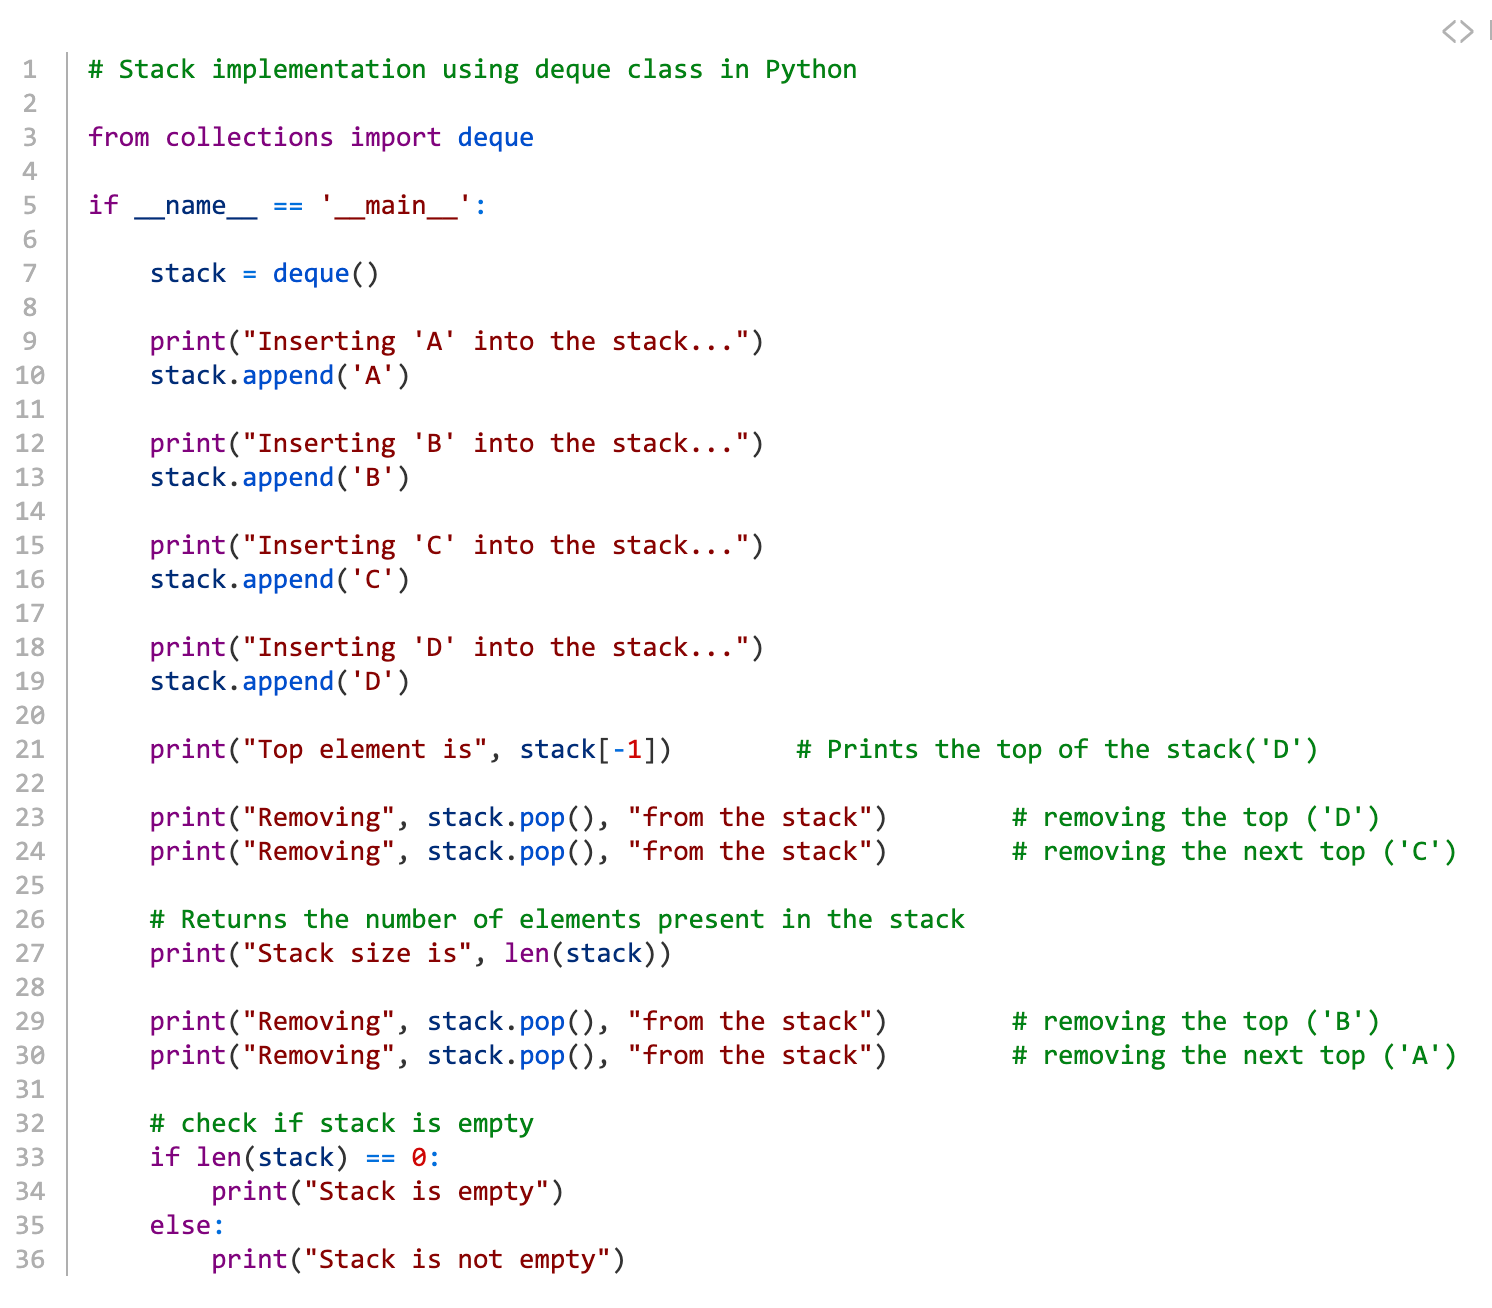 1 # Stack implementation using deque class in Python
2
3 from collections import deque
4
5 if __name__ == '__main__':
6
7     stack = deque()
8
9     print("Inserting 'A' into the stack...")
10     stack.append('A')
11
12     print("Inserting 'B' into the stack...")
13     stack.append('B')
14
15     print("Inserting 'C' into the stack...")
16     stack.append('C')
17
18     print("Inserting 'D' into the stack...")
19     stack.append('D')
20
21     print("Top element is", stack[-1])        # Prints the top of the stack('D')
22
23     print("Removing", stack.pop(), "from the stack")        # removing the top ('D')
24     print("Removing", stack.pop(), "from the stack")        # removing the next top ('C')
25
26     # Returns the number of elements present in the stack
27     print("Stack size is", len(stack))
28
29     print("Removing", stack.pop(), "from the stack")        # removing the top ('B')
30     print("Removing", stack.pop(), "from the stack")        # removing the next top ('A')
31
32     # check if stack is empty
33     if len(stack) == 0:
34         print("Stack is empty")
35     else:
36         print("Stack is not empty")